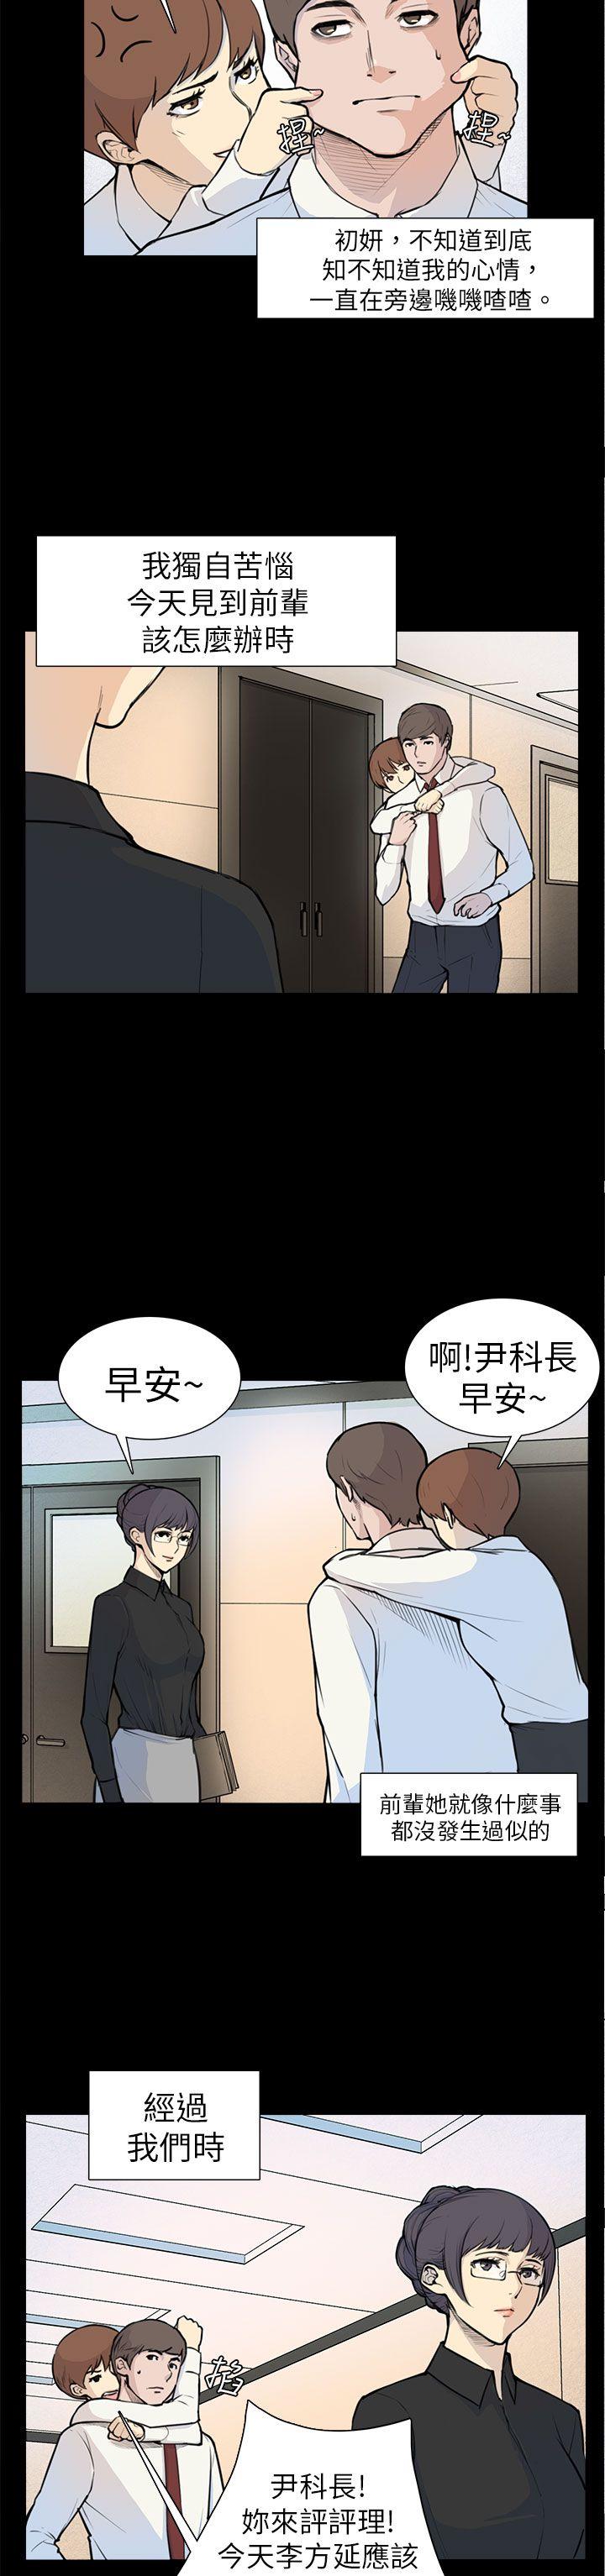 捏~
捏~
初妍，不知道到底
知不知道我的心情，
一直在旁邊嘰嘰喳喳。
我獨自苦惱
今天見到前輩
該怎麼辦時
啊!尹科長
早安~
早安~
前輩她就像什麼事
都沒發生過似的
經過
我們時
掐
尹科長!
妳來評評理!
今天李方延應該